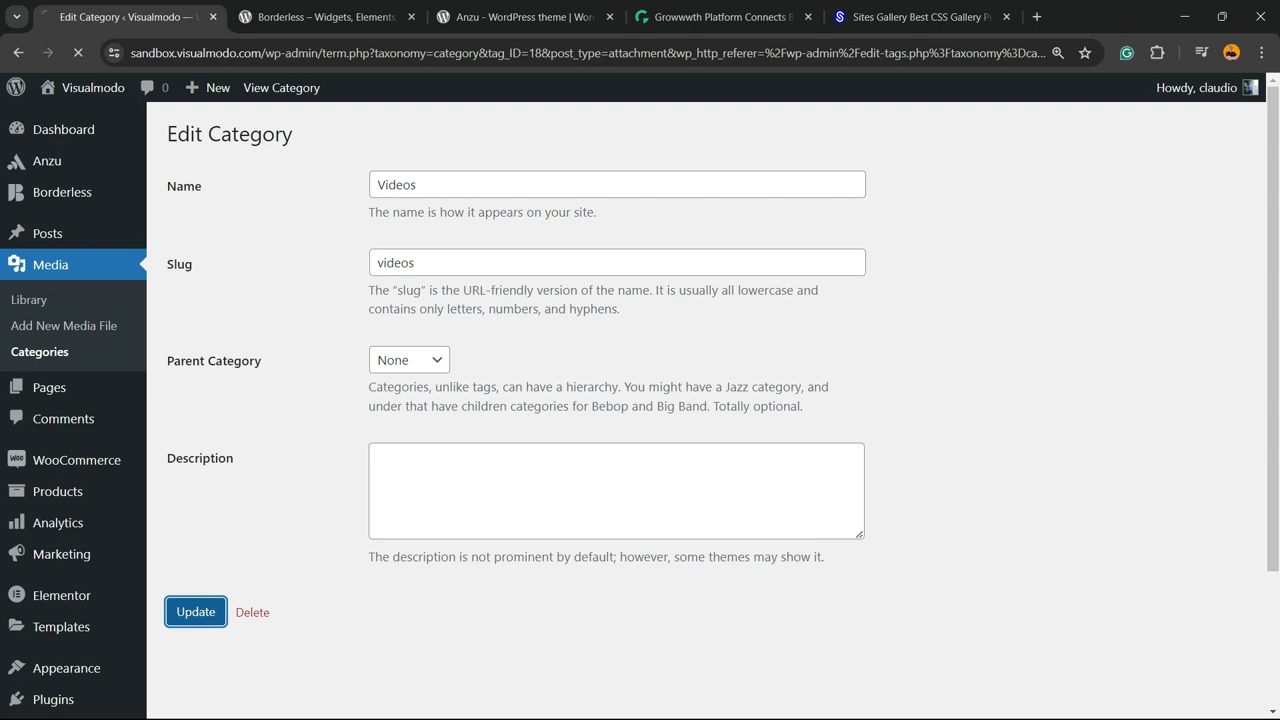 Edit Category ‹ Visualmodo —
Borderless – Widgets, Elements
Anzu - WordPress theme | Wor
Growwwth Platform Connects B
Sites Gallery Best CSS Gallery P
sandbox.visualmodo.com/wp-admin/term.php?taxonomy=category&tag_ID=18&post_type=attachment&wp_http_referer=%2Fwp-admin%2Fedit-tags.php%3Ftaxonomy%3Dca...
Visualmodo
0
New
View Category
Howdy, claudio
Dashboard
Anzu
Borderless
Posts
Media
Library
Add New Media File
Categories
Pages
Comments
WooCommerce
Products
Analytics
Marketing
Elementor
Templates
Appearance
Plugins
Edit Category
Name
Videos
The name is how it appears on your site.
Slug
videos
The “slug” is the URL-friendly version of the name. It is usually all lowercase and
contains only letters, numbers, and hyphens.
Parent Category
None
Categories, unlike tags, can have a hierarchy. You might have a Jazz category, and
under that have children categories for Bebop and Big Band. Totally optional.
Description
The description is not prominent by default; however, some themes may show it.
Update
Delete